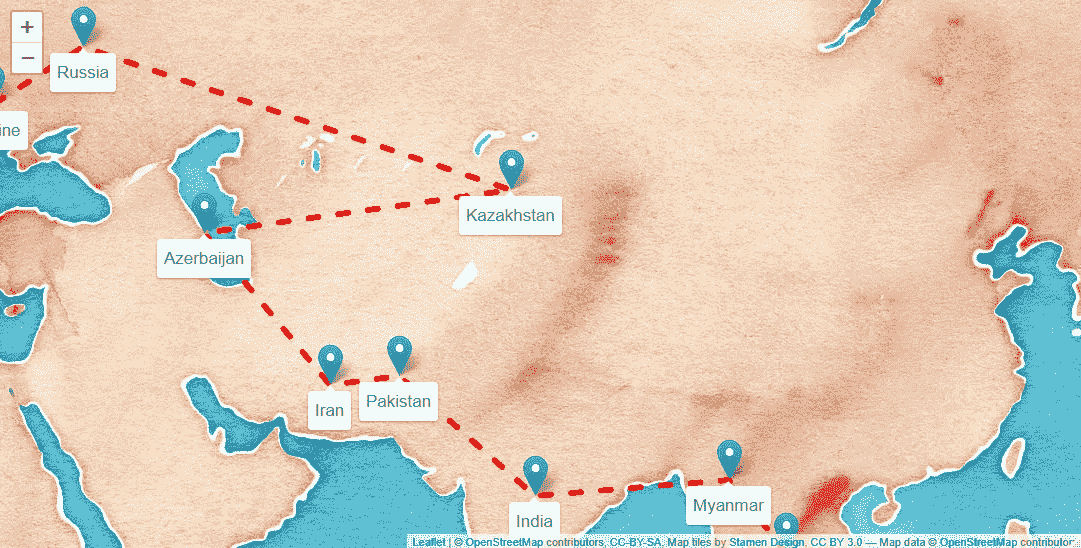 +
−
Russia
ine
Kazakhstan
Azerbaijan
Iran
Pakistan
India
Myanmar
Leaflet | © OpenStreetMap contributors, CC-BY-SA, Map tiles by Stamen Design, CC BY 3.0 — Map data © OpenStreetMap contributors